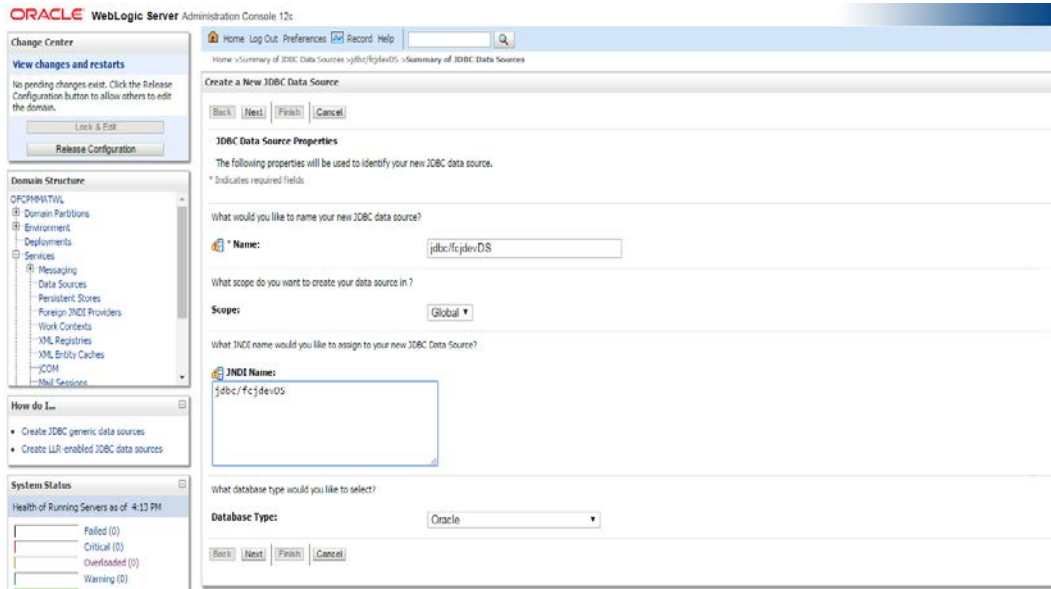 ORACLE WebLogic Server Administration Console 12c
Change Center
View changes and restarts
No pending changes exist. Click the Release
Configuration button to allow others to edit
the domain.
Lock & Edit
Release Configuration
Domain Structure
OFCPMMATWL
Domain Partitions
Environment
Deployments
Services
Messaging
Data Sources
Persistent Stores
Foreign JNDI Providers
Work Contexts
XML Registries
XML Entity Caches
jCOM
Mail Sessions
How do I...
Create JDBC generic data sources
Create LLR-enabled JDBC data sources
System Status
Health of Running Servers as of 4:13 PM
Failed (0)
Critical (0)
Overloaded (0)
Warning (0)
Home Log Out Preferences Record Help
Home >Summary of JDBC Data Sources >jdbc/fcjdevDS >Summary of JDBC Data Sources
Create a New JDBC Data Source
Back Next Finish Cancel
JDBC Data Source Properties
The following properties will be used to identify your new JDBC data source.
* Indicates required fields
What would you like to name your new JDBC data source?
* Name: jdbc/fcjdevDS
What scope do you want to create your data source in ?
Scope: Global
What JNDI name would you like to assign to your new JDBC Data Source?
JNDI Name:
jdbc/fcjdevDS
What database type would you like to select?
Database Type: Oracle
Back Next Finish Cancel